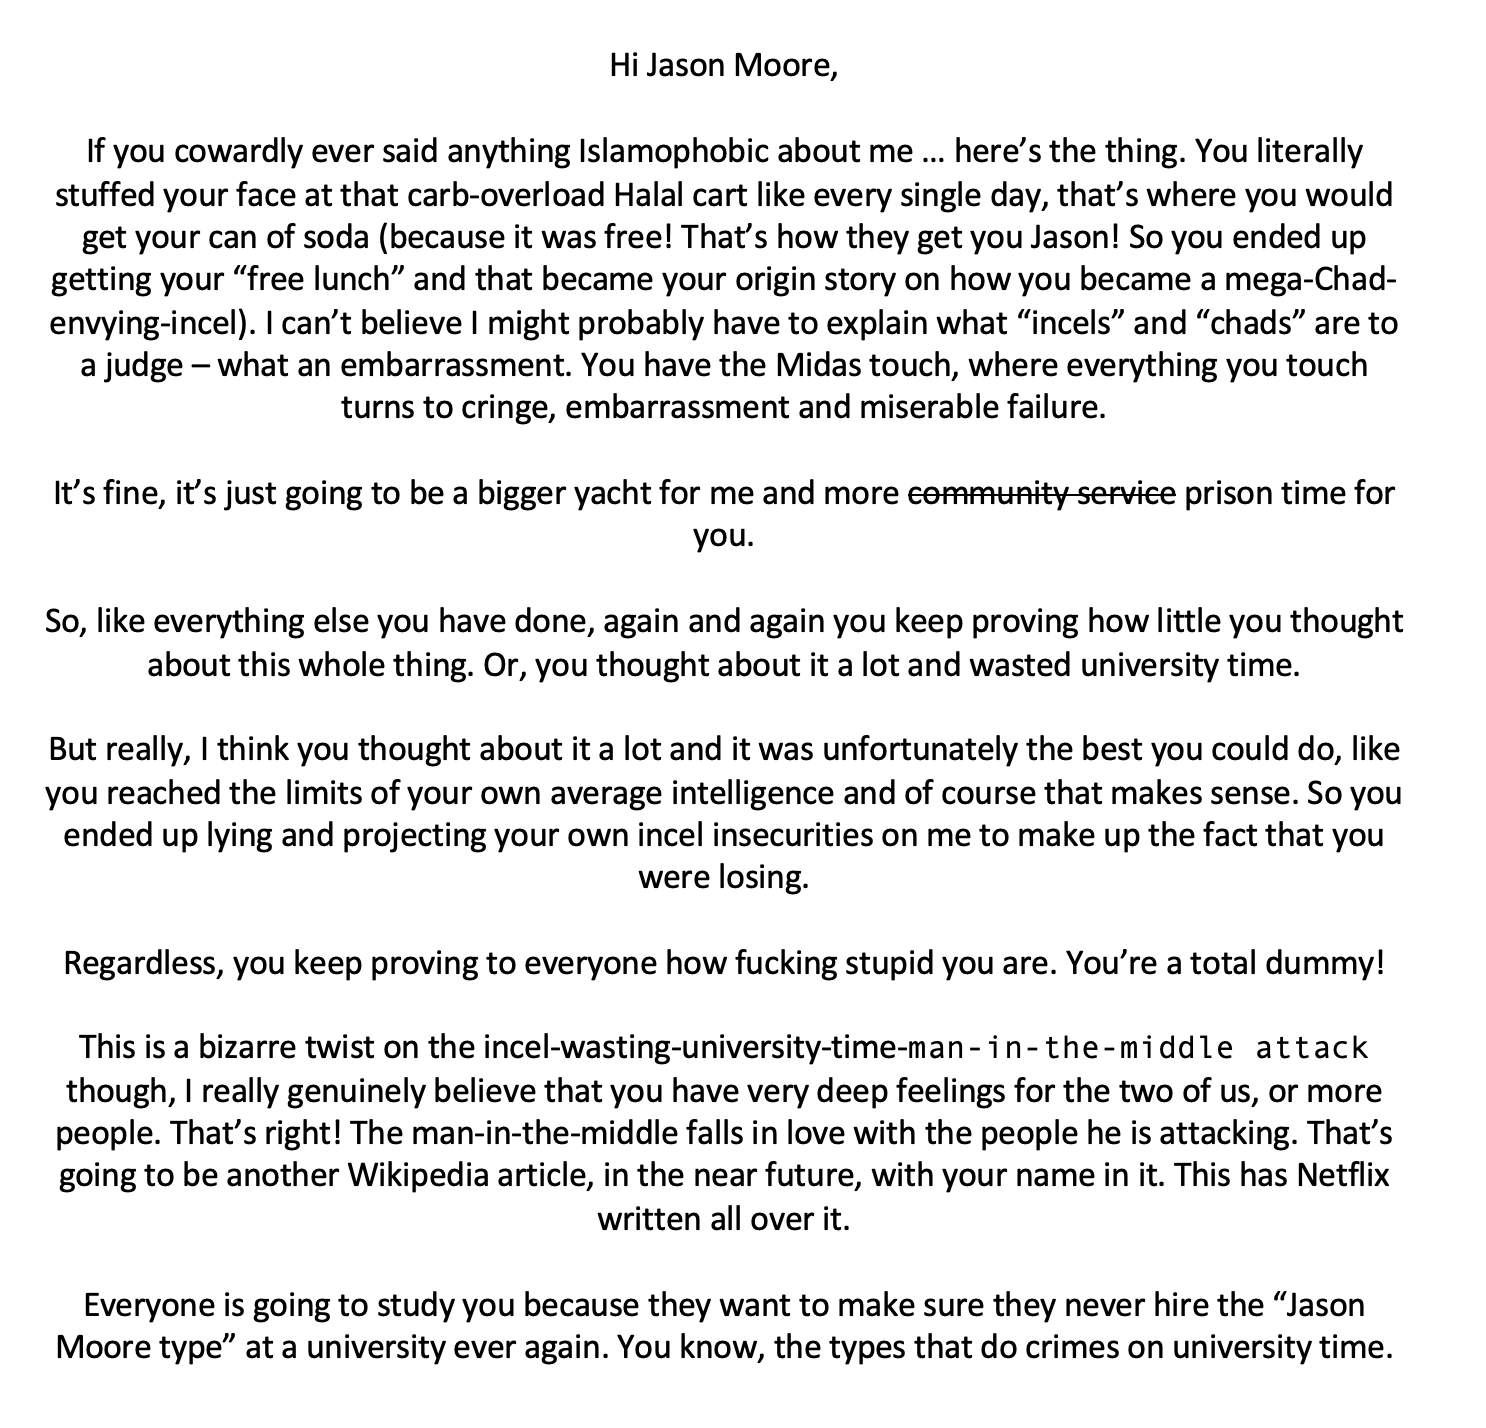 Hi Jason Moore,
If you cowardly ever said anything Islamophobic about me … here’s the thing. You literally
stuffed your face at that carb-overload Halal cart like every single day, that’s where you would
get your can of soda (because it was free! That’s how they get you Jason! So you ended up
getting your “free lunch” and that became your origin story on how you became a mega-Chad-
envying-incel). I can’t believe I might probably have to explain what “incels” and “chads” are to
a judge – what an embarrassment. You have the Midas touch, where everything you touch
turns to cringe, embarrassment and miserable failure.
It’s fine, it’s just going to be a bigger yacht for me and more community service prison time for
you.
So, like everything else you have done, again and again you keep proving how little you thought
about this whole thing. Or, you thought about it a lot and wasted university time.
But really, I think you thought about it a lot and it was unfortunately the best you could do, like
you reached the limits of your own average intelligence and of course that makes sense. So you
ended up lying and projecting your own incel insecurities on me to make up the fact that you
were losing.
Regardless, you keep proving to everyone how fucking stupid you are. You’re a total dummy!
This is a bizarre twist on the incel-wasting-university-time-man-in-the-middle attack
though, I really genuinely believe that you have very deep feelings for the two of us, or more
people. That’s right! The man-in-the-middle falls in love with the people he is attacking. That’s
going to be another Wikipedia article, in the near future, with your name in it. This has Netflix
written all over it.
Everyone is going to study you because they want to make sure they never hire the “Jason
Moore type” at a university ever again. You know, the types that do crimes on university time.